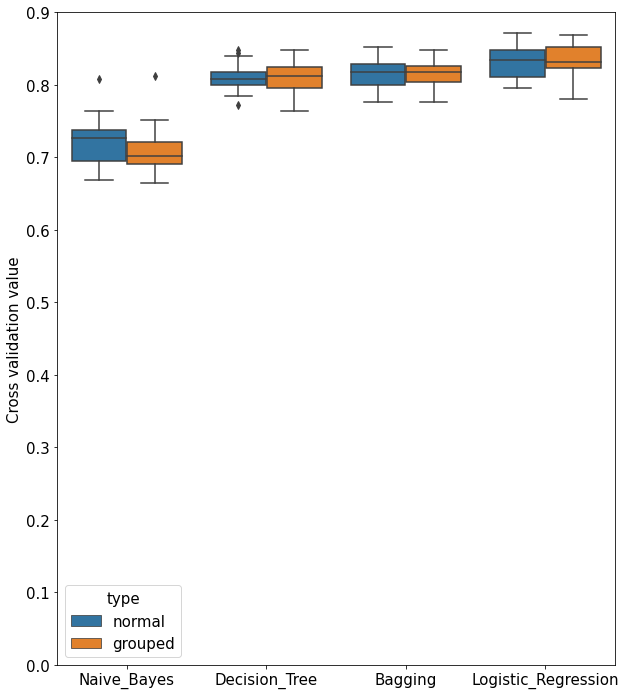 0.9
0.8
0.7
0.6
0.5
0.4
0.3
0.2
0.1
0.0
Cross validation value
type
normal
grouped
Naive_Bayes
Decision_Tree
Bagging
Logistic_Regression